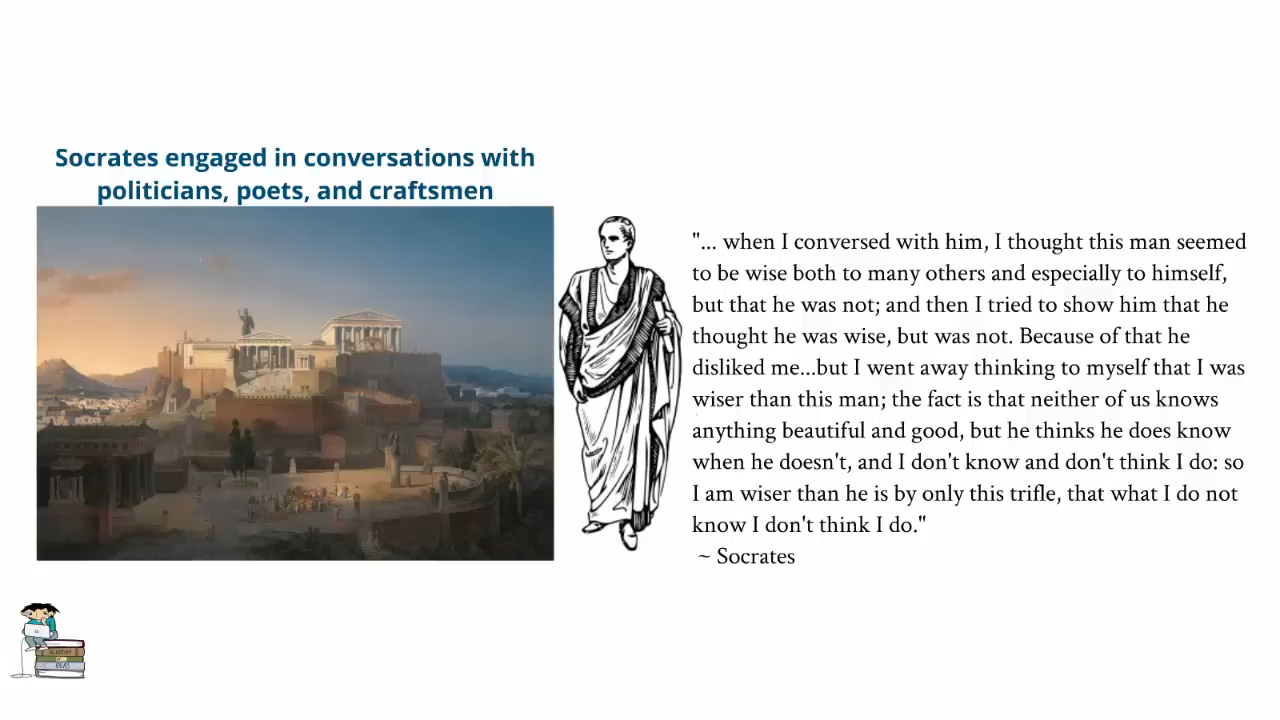 Socrates engaged in conversations with
politicians, poets, and craftsmen
"... when I conversed with him, I thought this man seemed
to be wise both to many others and especially to himself,
but that he was not; and then I tried to show him that he
thought he was wise, but was not. Because of that he
disliked me...but I went away thinking to myself that I was
wiser than this man; the fact is that neither of us knows
anything beautiful and good, but he thinks he does know
when he doesn't, and I don't know and don't think I do: so
I am wiser than he is by only this trifle, that what I do not
know I don't think I do."
~ Socrates
ACADEMY
OF
IDEAS